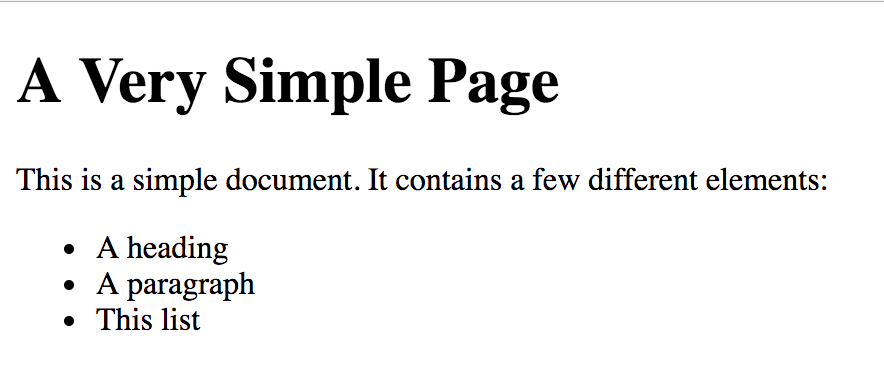 A Very Simple Page
This is a simple document. It contains a few different elements:
A heading
A paragraph
This list